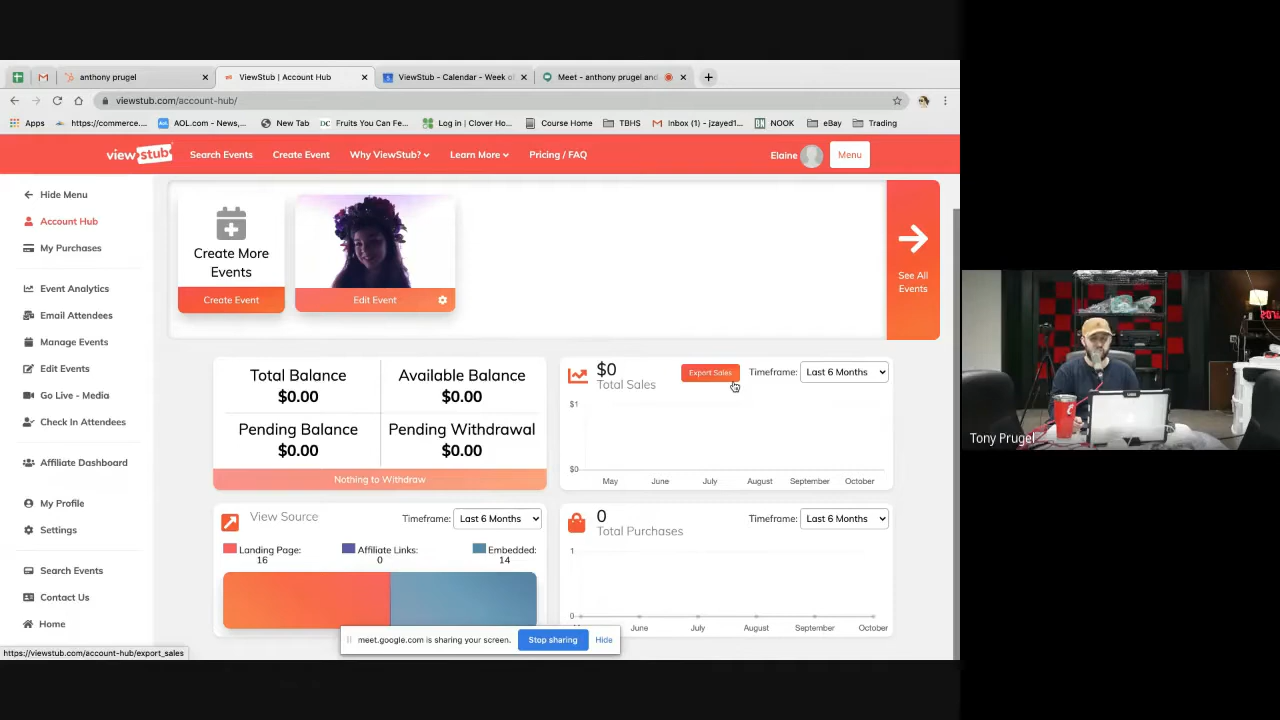 anthony prugel
ViewStub | Account Hub
ViewStub - Calendar - Week o
Meet - anthony prugel and
viewstub.com/account-hub/
Apps
https://commerce....
AOL.com - News,...
New Tab
DC
Fruits You Can Fe...
Log in | Clover Ho...
Course Home
TBHS
Inbox (1) - jzayed1...
NOOK
eBay
Trading
view stub
Search Events
Create Event
Why ViewStub?
Learn More
Pricing / FAQ
Elaine
Menu
Hide Menu
Account Hub
My Purchases
Event Analytics
Email Attendees
Manage Events
Edit Events
Go Live - Media
Check In Attendees
Affiliate Dashboard
My Profile
Settings
Search Events
Contact Us
Home
Create More
Events
Create Event
Edit Event
See All
Events
Total Balance
$0.00
Available Balance
$0.00
Pending Balance
$0.00
Pending Withdrawal
$0.00
Nothing to Withdraw
$0
Total Sales
Export Sales
Timeframe:
Last 6 Months
$1
$0
May
June
July
August
September
October
View Source
Timeframe:
Last 6 Months
Landing Page:
16
Affiliate Links:
0
Embedded:
14
0
Total Purchases
Timeframe:
Last 6 Months
1
0
June
July
August
September
October
meet.google.com is sharing your screen.
Stop sharing
Hide
https://viewstub.com/account-hub/export_sales
Tony Prugel